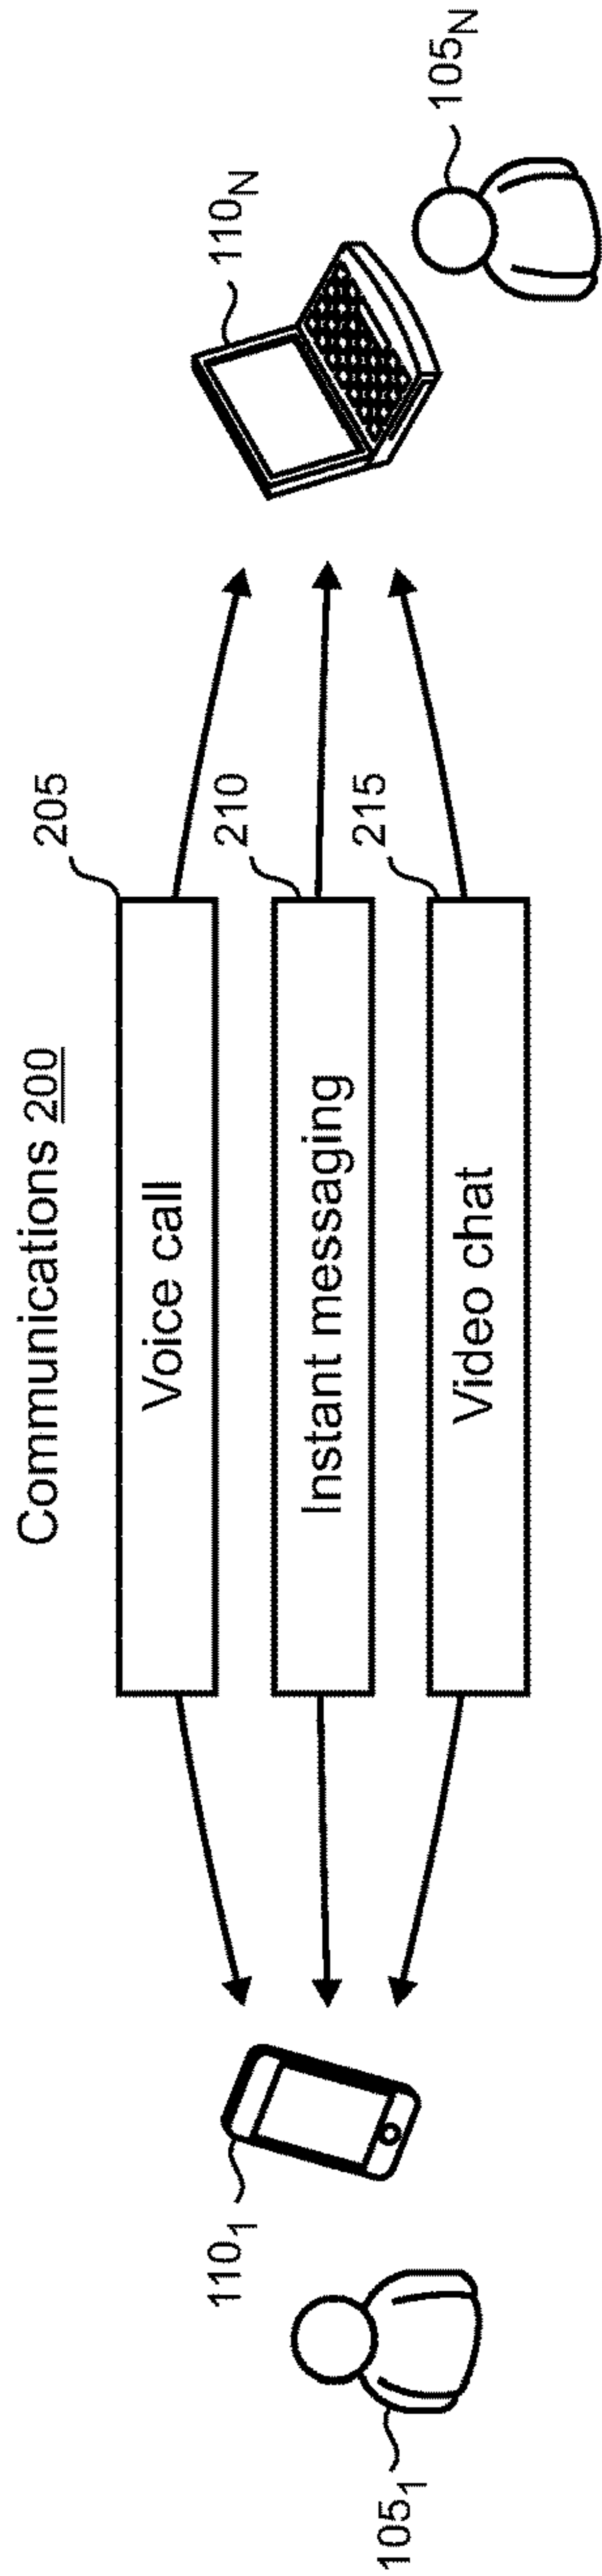 Communications 200
205
Voice call
210
Instant messaging
215
Video chat
110₁
105₁
110N
105N